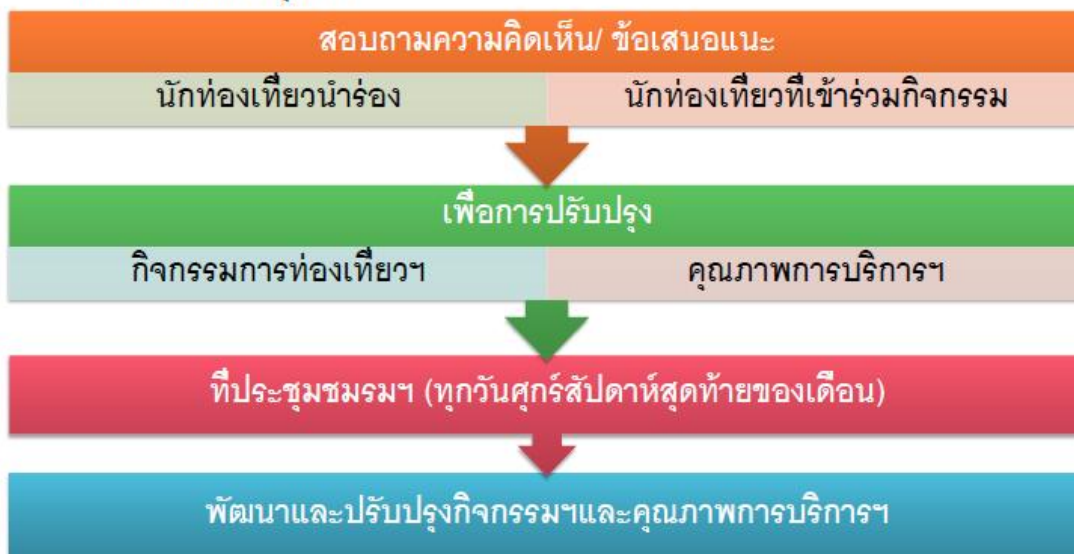 สอบถามความคิดเห็น/ ข้อเสนอแนะ
นักท่องเที่ยวนำร่อง
นักท่องเที่ยวที่เข้าร่วมกิจกรรม
เพื่อการปรับปรุง
กิจกรรมการท่องเที่ยวฯ
คุณภาพการบริการฯ
ที่ประชุมชมรมฯ (ทุกวันศุกร์สัปดาห์สุดท้ายของเดือน)
พัฒนาและปรับปรุงกิจกรรมฯและคุณภาพการบริการฯ